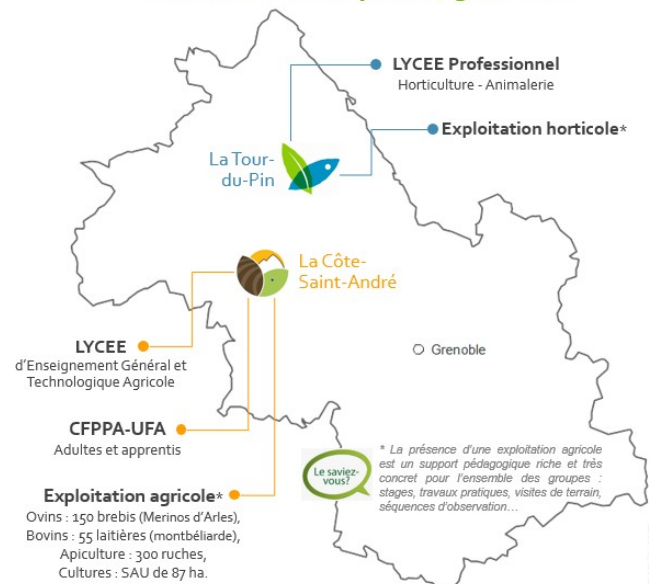 LYCEE Professionnel
Horticulture - Animalerie
Exploitation horticole*
La Tour-
du-Pin
La Côte-
Saint-André
LYCEE
d'Enseignement Général et
Technologique Agricole
Grenoble
CFPPA-UFA
Adultes et apprentis
Exploitation agricole*
Ovins : 150 brebis (Merinos d'Arles),
Bovins : 55 laitières (montbéliarde),
Apiculture : 300 ruches,
Cultures : SAU de 87 ha.
Le saviez-
vous?
* La présence d'une exploitation agricole
est un support pédagogique riche et très
concret pour l'ensemble des groupes :
stages, travaux pratiques, visites de terrain,
séquences d'observation…